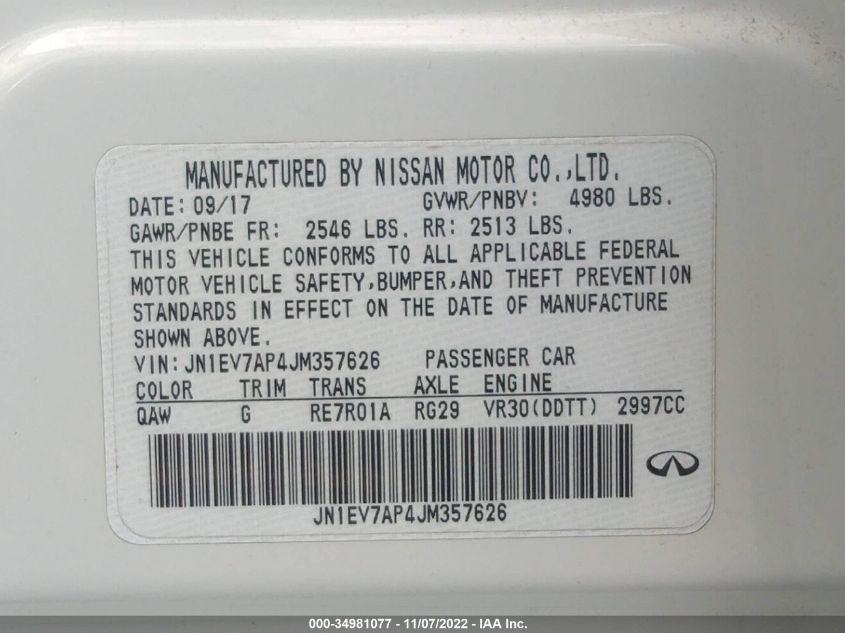 MANUFACTURED BY NISSAN MOTOR CO.,LTD.
DATE: 09/17 GVWR/PNBV: 4980 LBS.
GAWR/PNBE FR: 2546 LBS. RR: 2513 LBS.
THIS VEHICLE CONFORMS TO ALL APPLICABLE FEDERAL
MOTOR VEHICLE SAFETY,BUMPER,AND THEFT PREVENTION
STANDARDS IN EFFECT ON THE DATE OF MANUFACTURE
SHOWN ABOVE.
VIN:JN1EV7AP4JM357626 PASSENGER CAR
COLOR TRIM TRANS AXLE ENGINE
QAW G RE7R01A RG29 VR30(DDTT) 2997CC
JN1EV7AP4JM357626
000-34981077 - 11/07/2022 - IAA Inc.